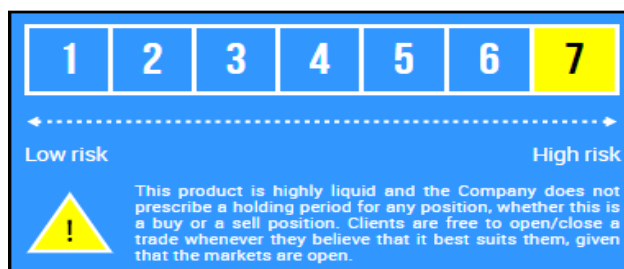 1 2 3 4 5 6 7
Low risk High risk
This product is highly liquid and the Company does not
prescribe a holding period for any position, whether this is
a buy or a sell position. Clients are free to open/close a
trade whenever they believe that it best suits them, given
that the markets are open.
!